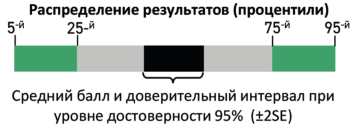 Распределение результатов (процентили)
5-й 25-й 75-й 95-й
Средний балл и доверительный интервал при
уровне достоверности 95% (±2SE)